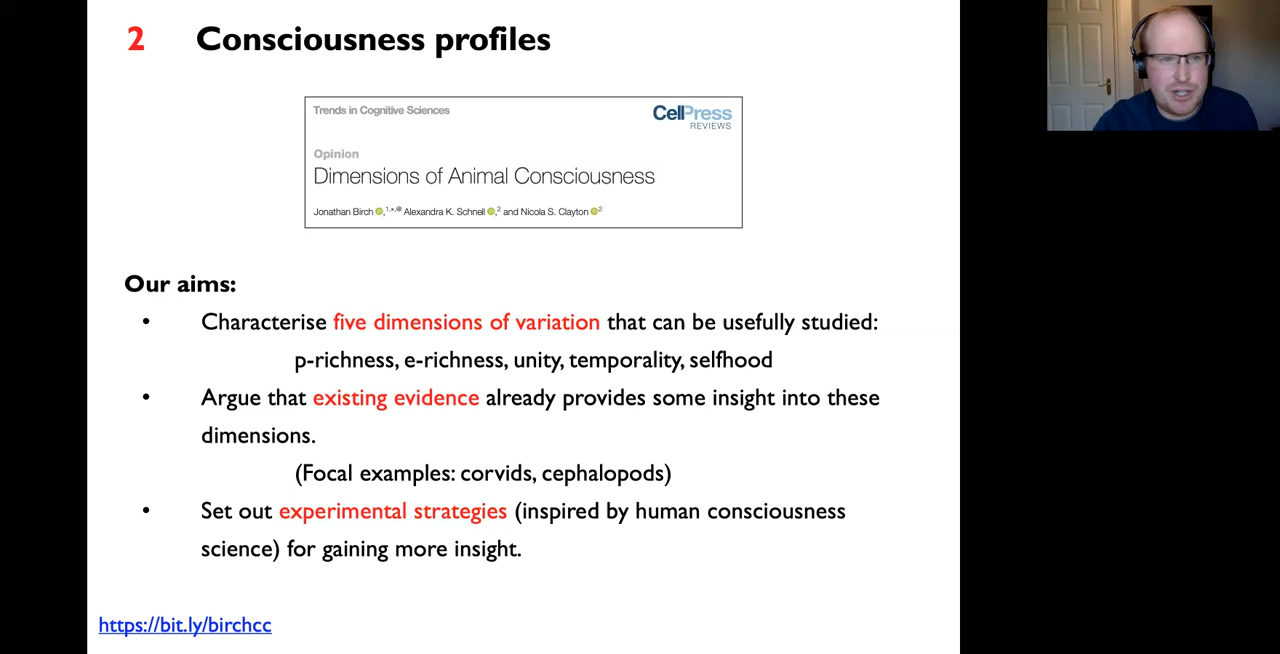 2 Consciousness profiles
Trends in Cognitive Sciences
CellPress
REVIEWS
Opinion
Dimensions of Animal Consciousness
Jonathan Birch ,1,*,@ Alexandra K. Schnell ,2 and Nicola S. Clayton 2
Our aims:
• Characterise five dimensions of variation that can be usefully studied:
p-richness, e-richness, unity, temporality, selfhood
• Argue that existing evidence already provides some insight into these
dimensions.
(Focal examples: corvids, cephalopods)
• Set out experimental strategies (inspired by human consciousness
science) for gaining more insight.
https://bit.ly/birchcc